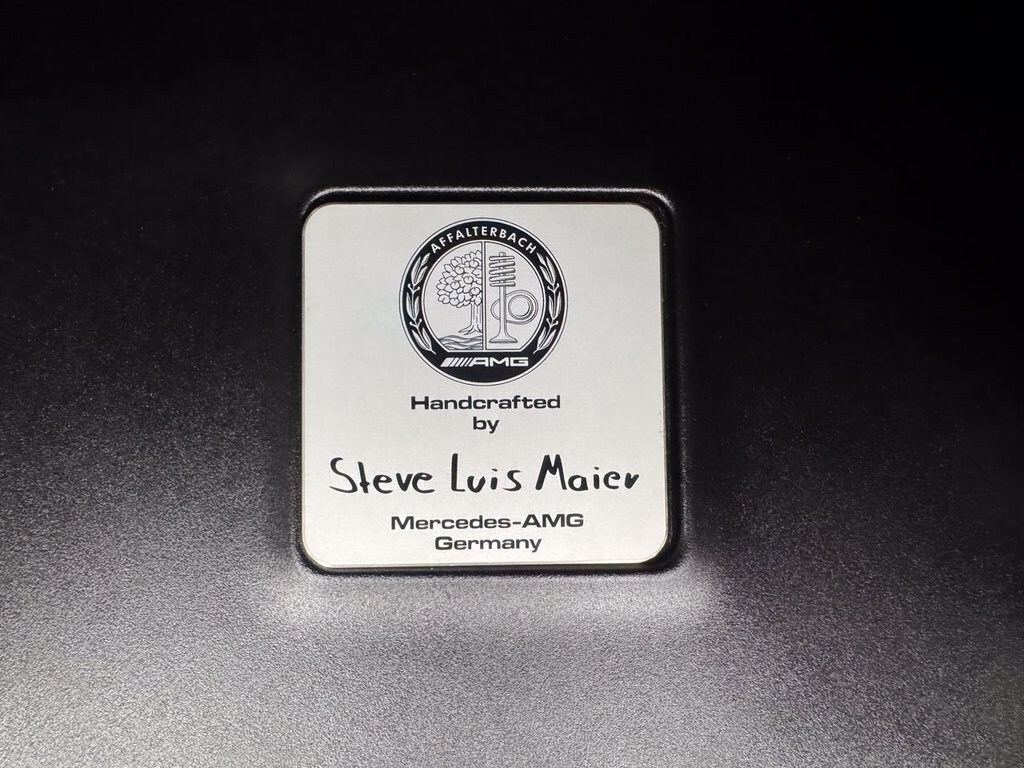 AFFALTERBACH
AMG
Handcrafted
by
Steve Luis Maier
Mercedes-AMG
Germany